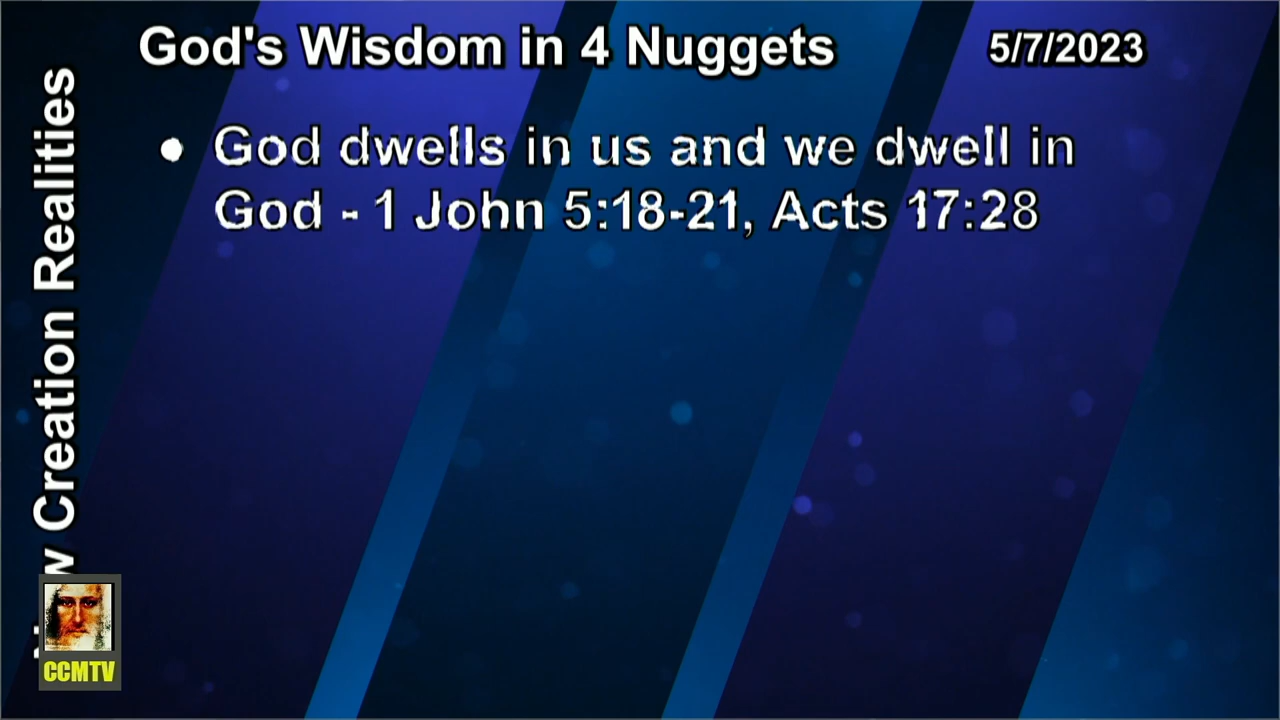 God's Wisdom in 4 Nuggets
5/7/2023
• God dwells in us and we dwell in
God - 1 John 5:18-21, Acts 17:28
Creation Realities
CCMTV